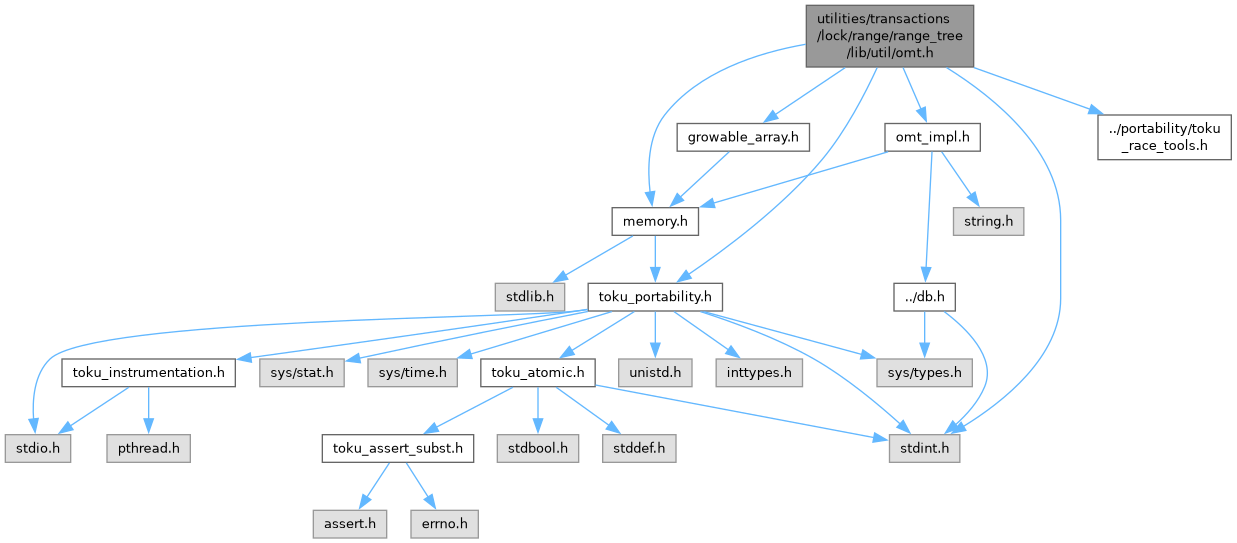 utilities/transactions
/lock/range/range_tree
/lib/util/omt.h
growable_array.h
omt_impl.h
../portability/toku
_race_tools.h
memory.h
string.h
stdlib.h
toku_portability.h
../db.h
toku_instrumentation.h
sys/stat.h
sys/time.h
toku_atomic.h
unistd.h
inttypes.h
sys/types.h
stdio.h
pthread.h
toku_assert_subst.h
stdbool.h
stddef.h
stdint.h
assert.h
errno.h